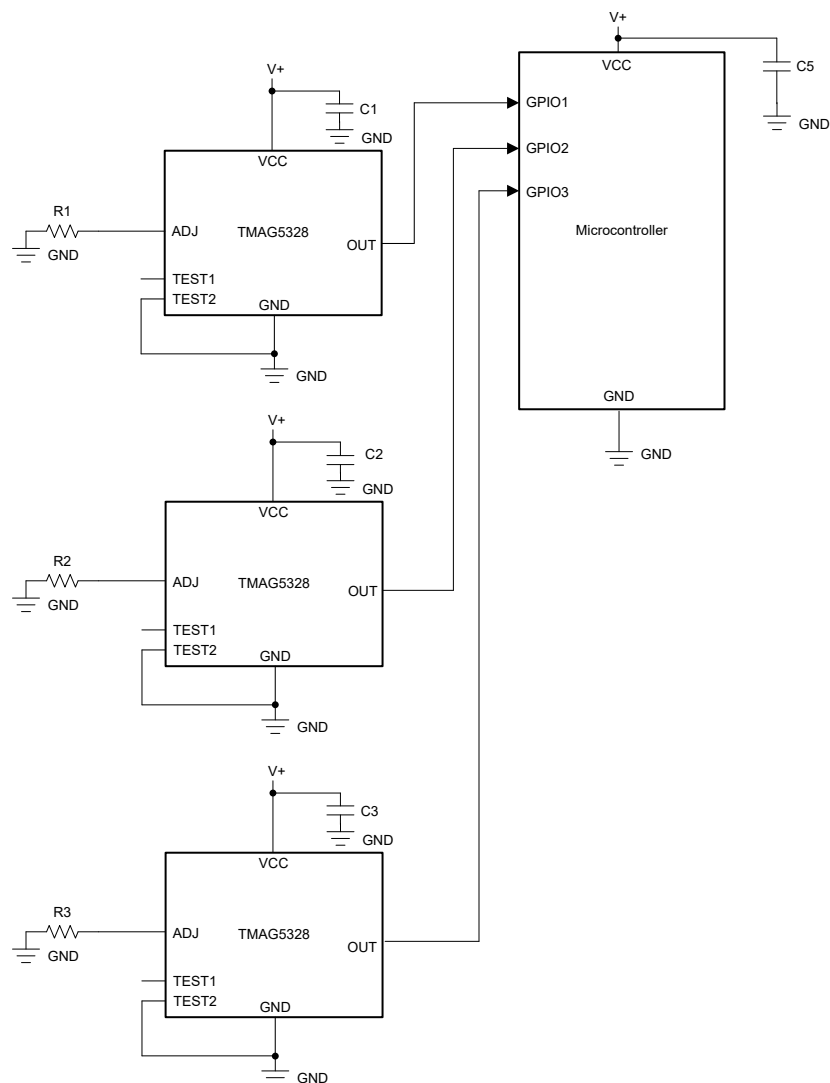 V+
C1
GND
VCC
R1
GND
ADJ
TMAG5328
OUT
TEST1
TEST2
GND
GND
V+
C2
GND
VCC
R2
GND
ADJ
TMAG5328
OUT
TEST1
TEST2
GND
GND
V+
C3
GND
VCC
R3
GND
ADJ
TMAG5328
OUT
TEST1
TEST2
GND
GND
V+
C5
GND
VCC
GPIO1
GPIO2
GPIO3
Microcontroller
GND
GND